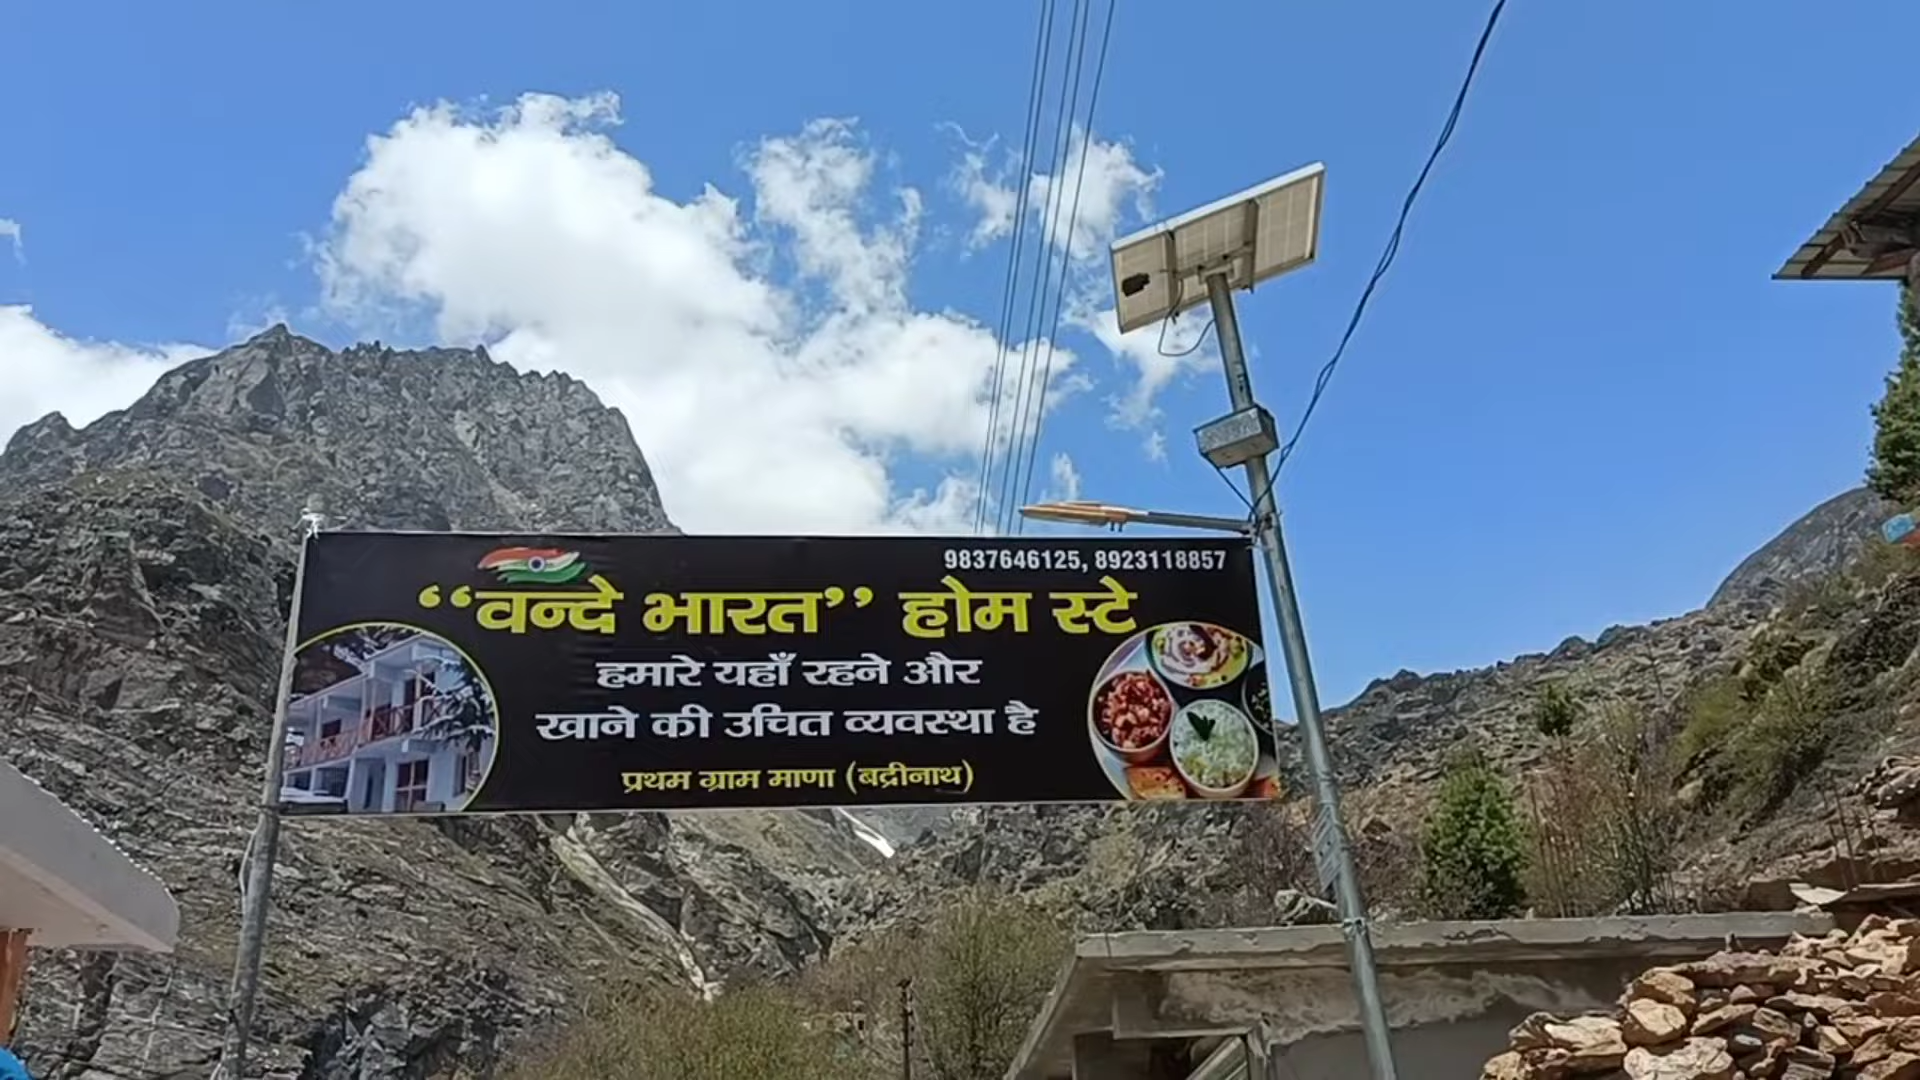 9837646125, 8923118857
“वन्दे भारत” होम स्टे
हमारे यहाँ रहने और
खाने की उचित व्यवस्था है
प्रथम ग्राम माणा (बद्रीनाथ)